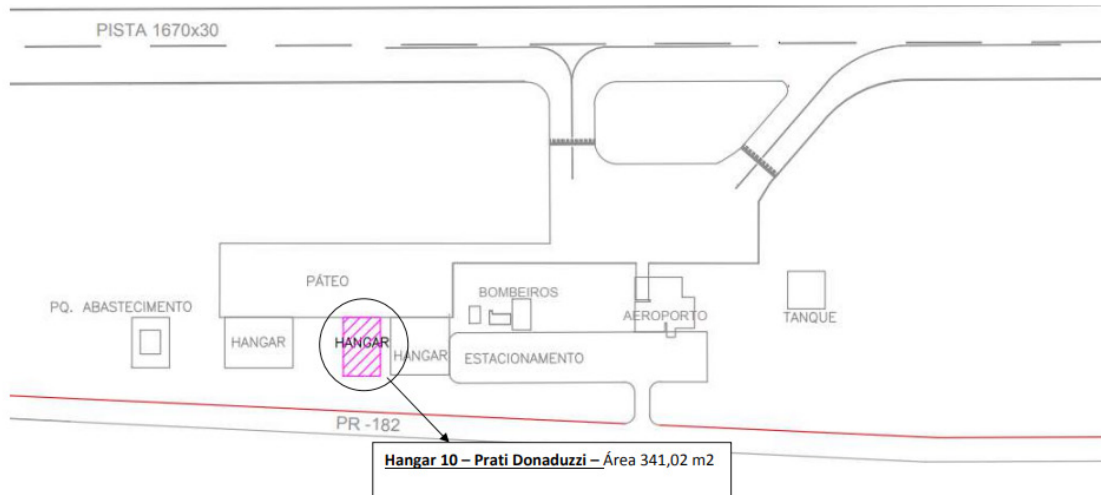 PISTA 1670x30
PÁTEO
PQ. ABASTECIMENTO
BOMBEIROS
AEROPORTO
TANQUE
HANGAR
HANGAR
HANGAR
ESTACIONAMENTO
PR -182
Hangar 10 – Prati Donaduzzi – Área 341,02 m2